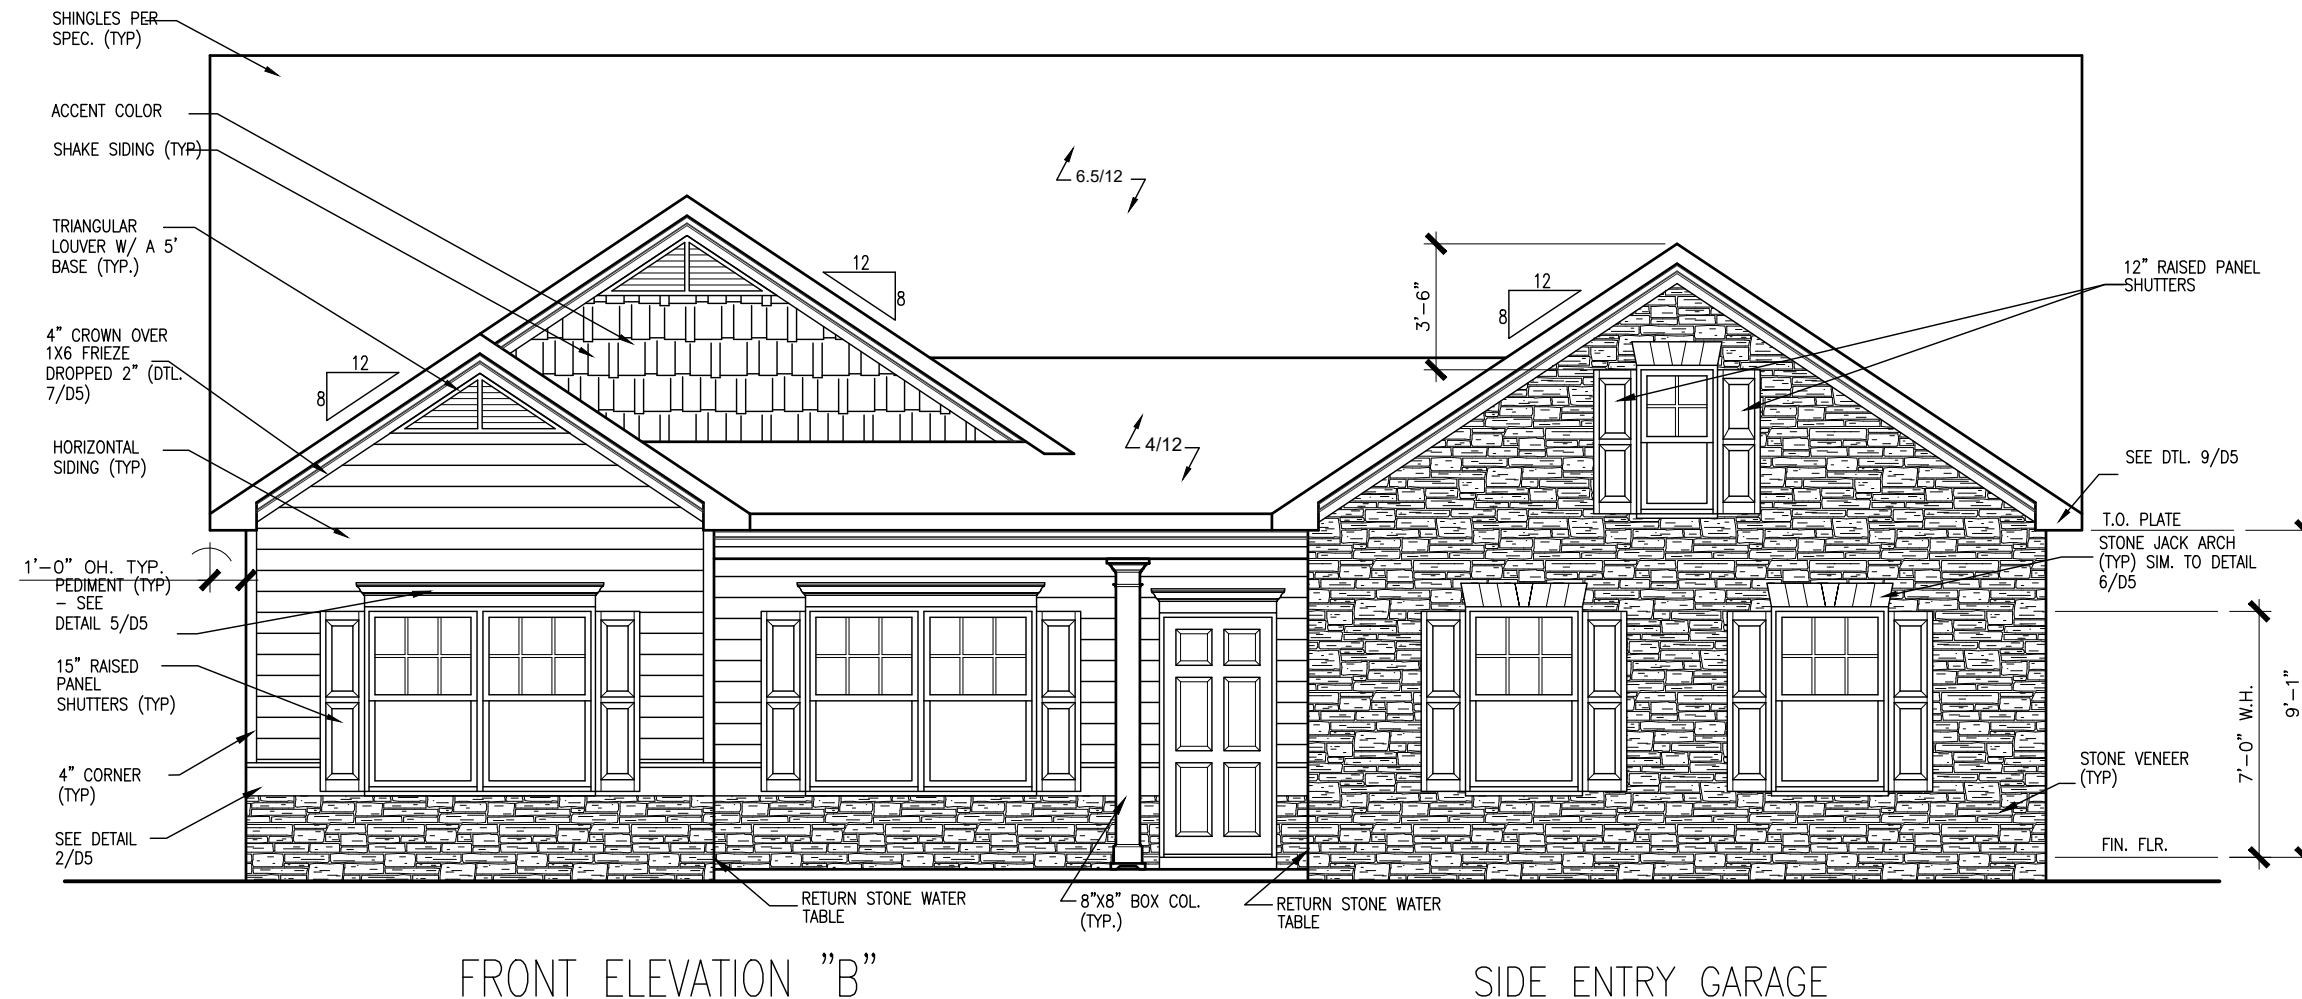 SHINGLES PER
SPEC. (TYP)
ACCENT COLOR
SHAKE SIDING (TYP)
TRIANGULAR
LOUVER W/ A 5'
BASE (TYP.)
4" CROWN OVER
1X6 FRIEZE
DROPPED 2" (DTL.
7/D5)
HORIZONTAL
SIDING (TYP)
1'-0" OH. TYP.
PEDIMENT (TYP)
- SEE
DETAIL 5/D5
15" RAISED
PANEL
SHUTTERS (TYP)
4" CORNER
(TYP)
SEE DETAIL
2/D5
12
8
12
8
6.5/12
4/12
12
8
3'-6"
12" RAISED PANEL
SHUTTERS
SEE DTL. 9/D5
T.O. PLATE
STONE JACK ARCH
(TYP) SIM. TO DETAIL
6/D5
7'-0" W.H.
9'-1"
STONE VENEER
(TYP)
FIN. FLR.
RETURN STONE WATER
TABLE
8"X8" BOX COL.
(TYP.)
RETURN STONE WATER
TABLE
FRONT ELEVATION "B"
SIDE ENTRY GARAGE